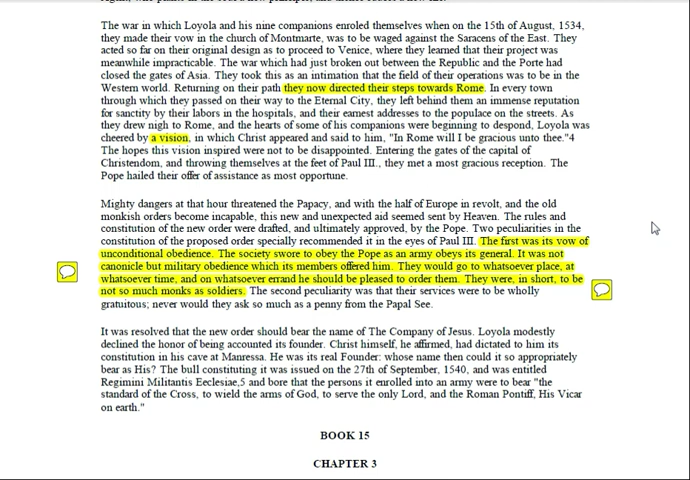 The war in which Loyola and his nine companions enroled themselves when on the 15th of August, 1534,
they made their vow in the church of Montmarte, was to be waged against the Saracens of the East. They
acted so far on their original design as to proceed to Venice, where they learned that their project was
meanwhile impracticable. The war which had just broken out between the Republic and the Porte had
closed the gates of Asia. They took this as an intimation that the field of their operations was to be in the
Western world. Returning on their path they now directed their steps towards Rome. In every town
through which they passed on their way to the Eternal City, they left behind them an immense reputation
for sanctity by their labors in the hospitals, and their earnest addresses to the populace on the streets. As
they drew nigh to Rome, and the hearts of some of his companions were beginning to despond, Loyola was
cheered by a vision, in which Christ appeared and said to him, "In Rome will I be gracious unto thee."4
The hopes this vision inspired were not to be disappointed. Entering the gates of the capital of
Christendom, and throwing themselves at the feet of Paul III., they met a most gracious reception. The
Pope hailed their offer of assistance as most opportune.
Mighty dangers at that hour threatened the Papacy, and with the half of Europe in revolt, and the old
monkish orders become incapable, this new and unexpected aid seemed sent by Heaven. The rules and
constitution of the new order were drafted, and ultimately approved, by the Pope. Two peculiarities in the
constitution of the proposed order specially recommended it in the eyes of Paul III. The first was its vow of
unconditional obedience. The society swore to obey the Pope as an army obeys its general. It was not
canonicle but military obedience which its members offered him. They would go to whatsoever place, at
whatsoever time, and on whatsoever errand he should be pleased to order them. They were, in short, to be
not so much monks as soldiers. The second peculiarity was that their services were to be wholly
gratuitous; never would they ask so much as a penny from the Papal See.
It was resolved that the new order should bear the name of The Company of Jesus. Loyola modestly
declined the honor of being accounted its founder. Christ himself, he affirmed, had dictated to him its
constitution in his cave at Manressa. He was its real Founder: whose name then could it so appropriately
bear as His? The bull constituting it was issued on the 27th of September, 1540, and was entitled
Regimini Militantis Ecclesiae,5 and bore that the persons it enrolled into an army were to bear "the
standard of the Cross, to wield the arms of God, to serve the only Lord, and the Roman Pontiff, His Vicar
on earth."
BOOK 15
CHAPTER 3